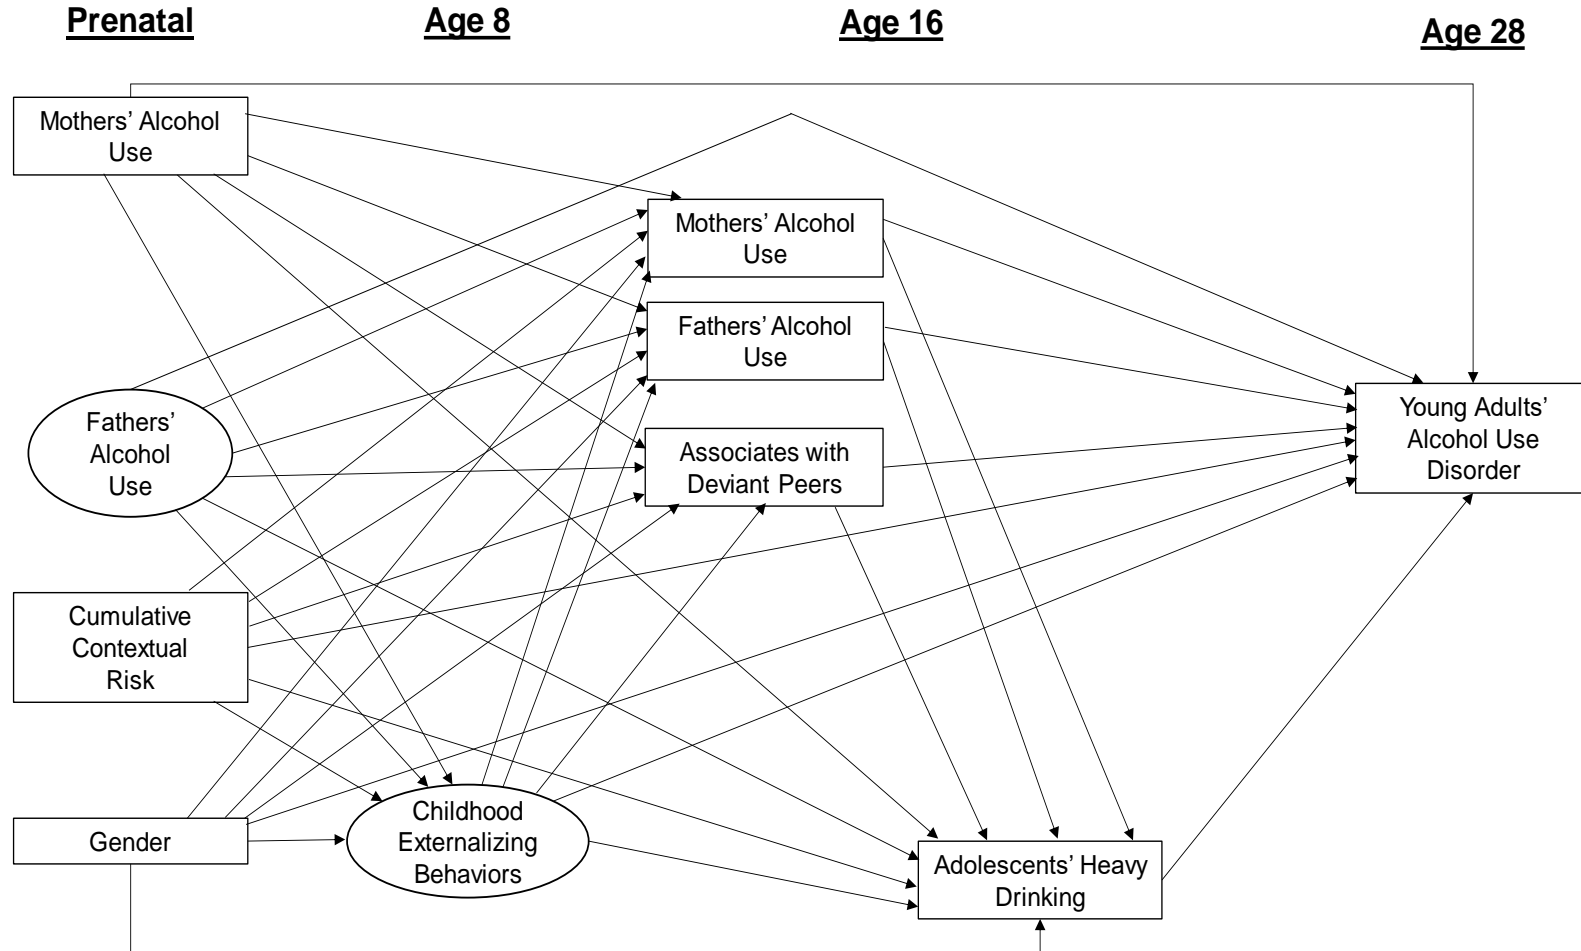 Prenatal
Age 8
Age 16
Age 28
Mothers’ Alcohol
Use
Mothers’ Alcohol
Use
Fathers’ Alcohol
Use
Fathers’
Alcohol
Use
Young Adults’
Alcohol Use
Disorder
Associates with
Deviant Peers
Cumulative
Contextual
Risk
Gender
Childhood
Externalizing
Behaviors
Adolescents’ Heavy
Drinking